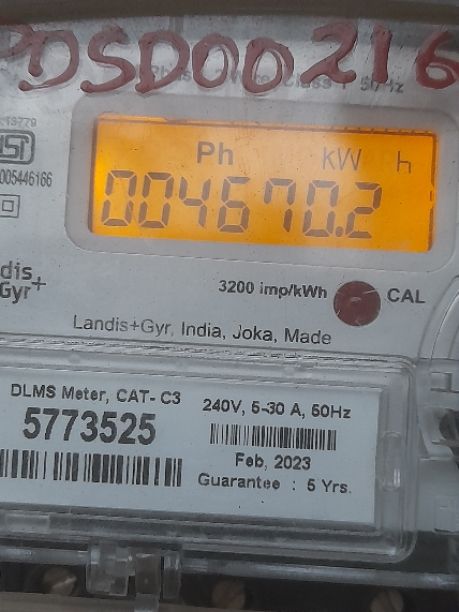 PDSD00216
Ph kW h
004670.2
005446166
dis+
Gyr
3200 imp/kWh CAL
Landis+Gyr, India, Joka, Made
DLMS Meter, CAT- C3
5773525
240V, 5-30 A, 50Hz
Feb, 2023
Guarantee : 5 Yrs.